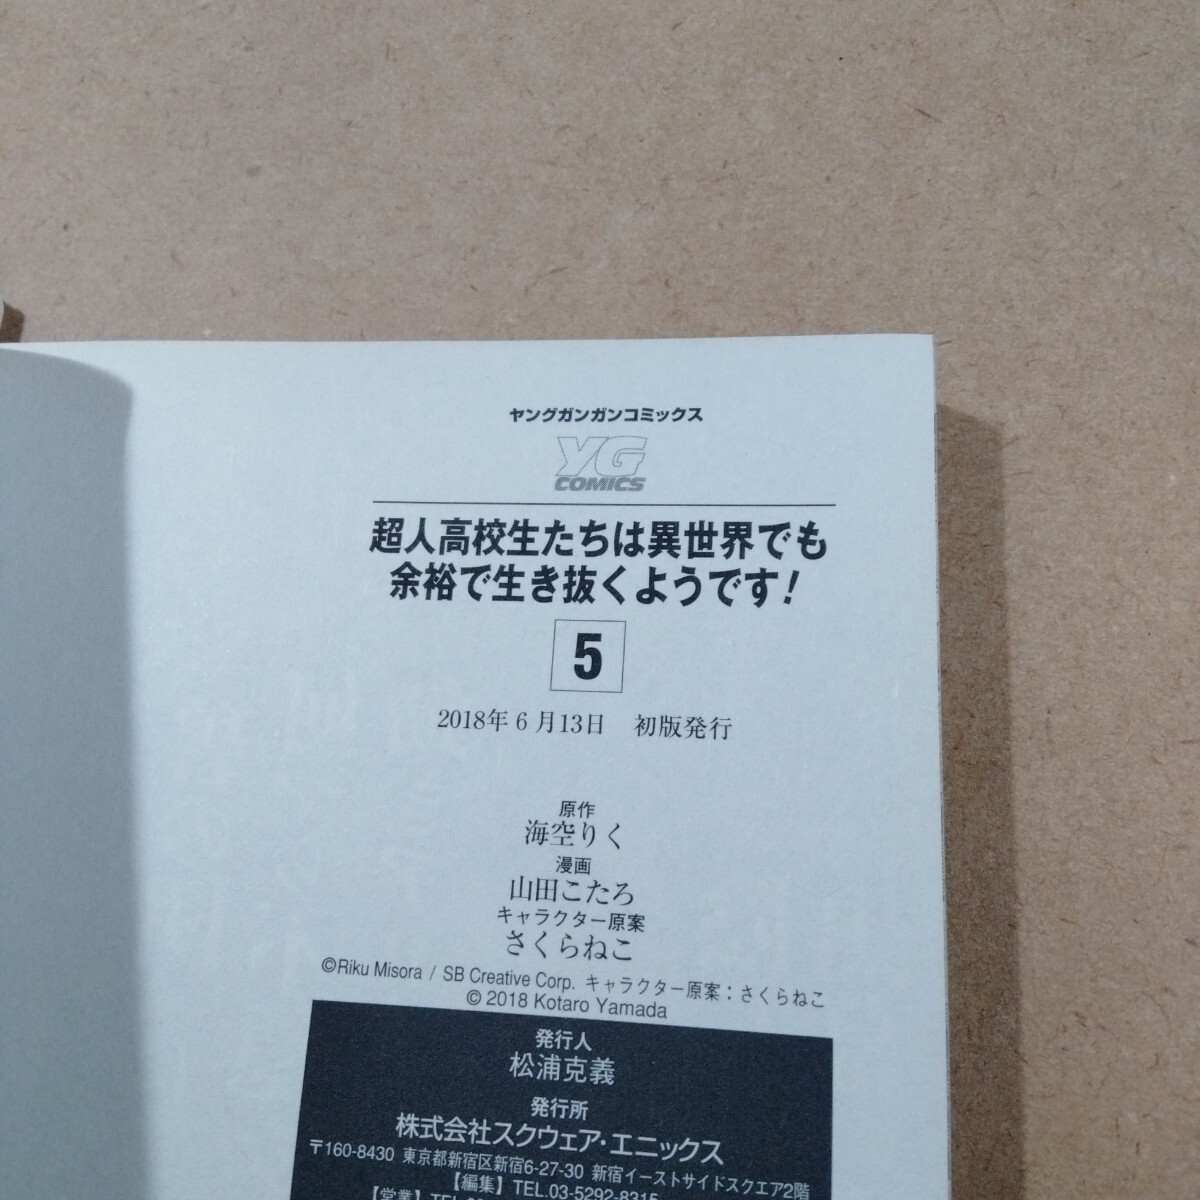 ヤングガンガンコミックス
YG
COMICS
超人高校生たちは異世界でも
余裕で生き抜くようです!
5
2018年6月13日 初版発行
原作
海空りく
漫画
山田こたろ
キャラクター原案
さくらねこ
©Riku Misora / SB Creative Corp. キャラクター原案：さくらねこ
© 2018 Kotaro Yamada
発行人
松浦克義
発行所
株式会社スクウェア・エニックス
〒160-8430 東京都新宿区新宿6-27-30 新宿イーストサイドスクエア2階
【編集】TEL.03-5292-8315
【営業】TEL.03